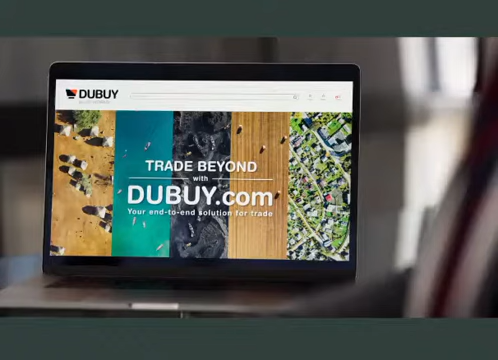 DUBUY
TRADE BEYOND
with
DUBUY.com
Your end-to-end solution for trade